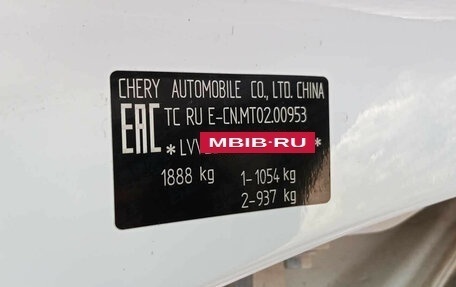 CHERY AUTOMOBILE CO., LTD. CHINA
EAC TC RU E-CN.MT02.00953
*LVV MBIB-RU *
1888 kg 1-1054 kg
2-937 kg